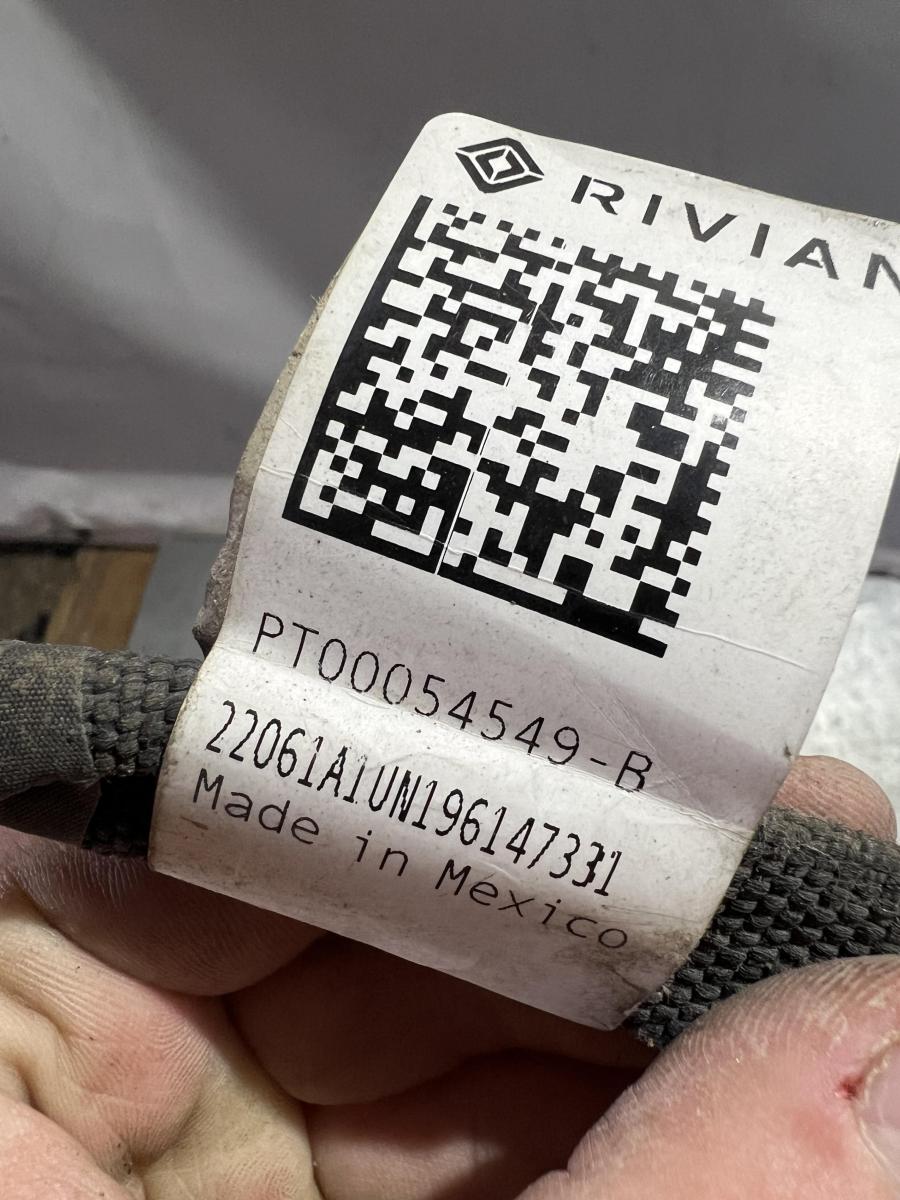 RIVIAN
PT00054549-B
22061A1UN196147331
Made in Mexico